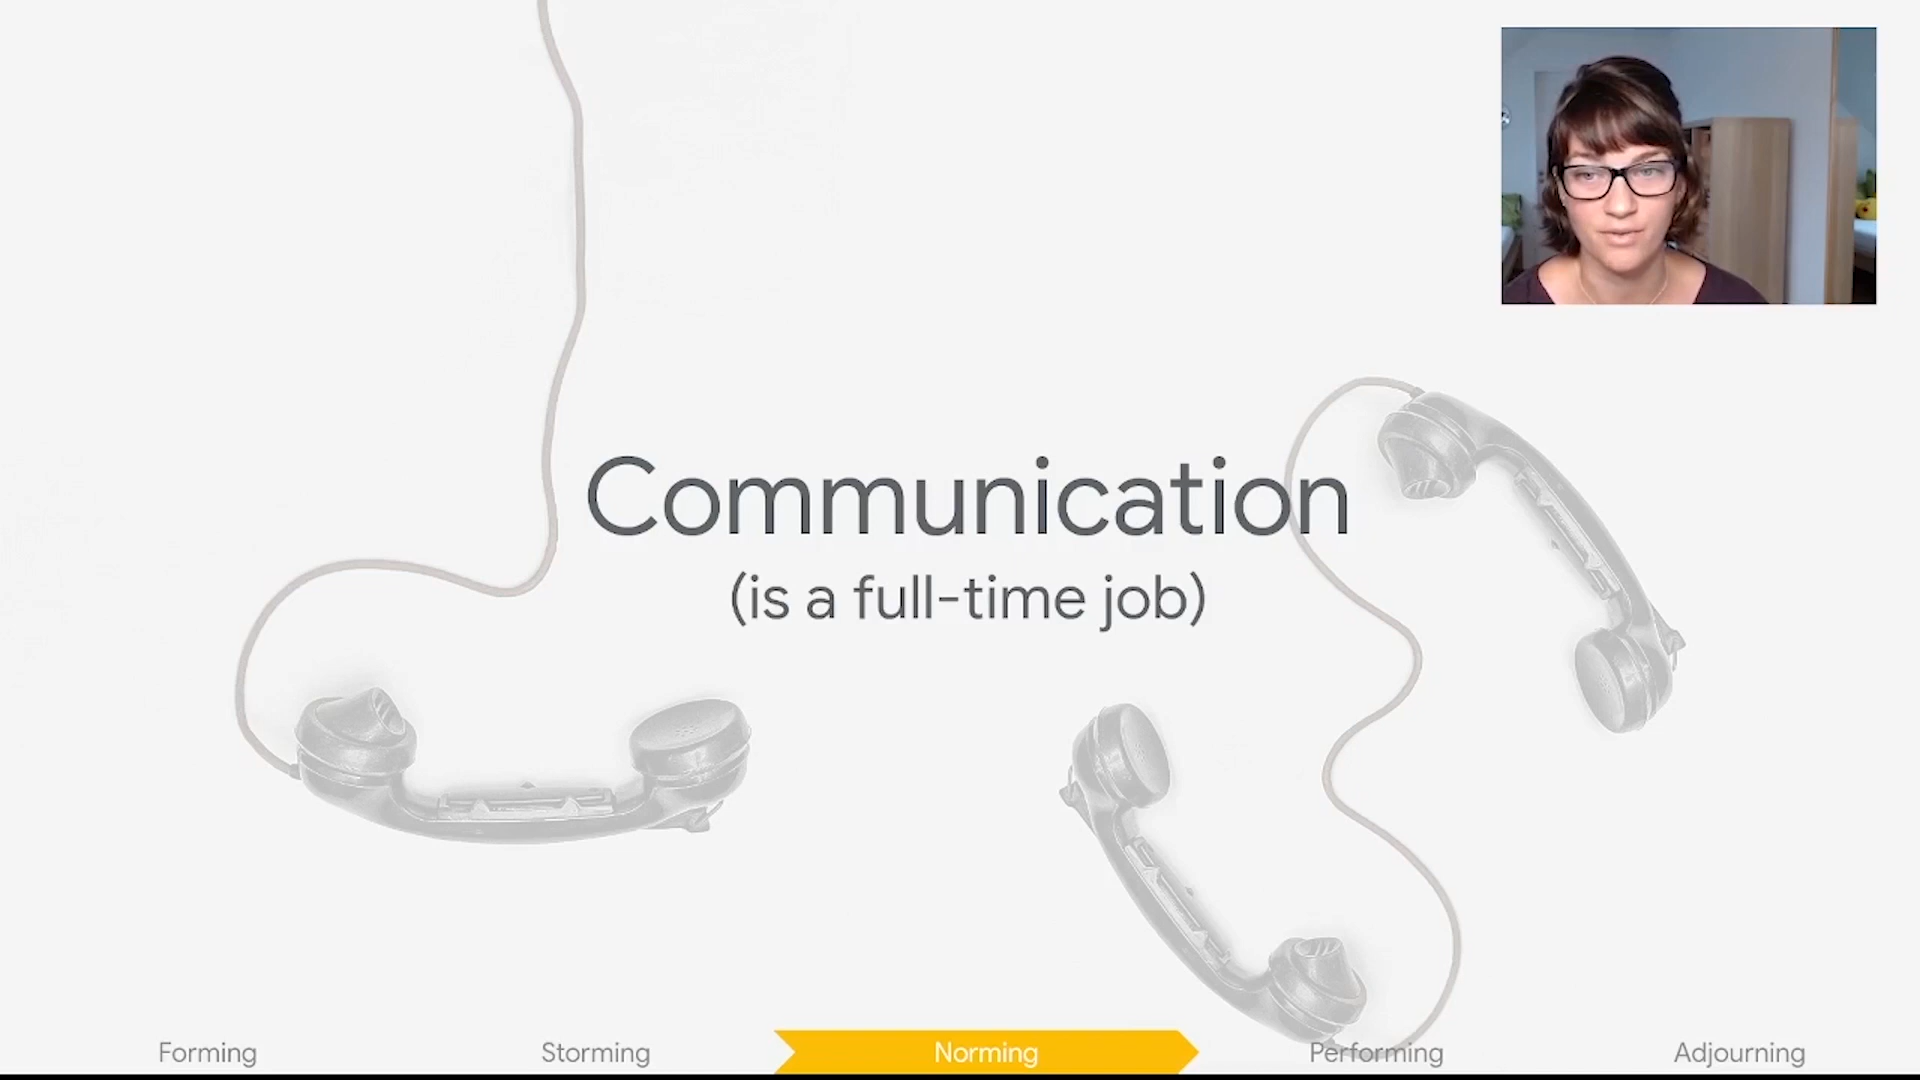 Communication
(is a full-time job)
Forming
Storming
Norming
Performing
Adjourning